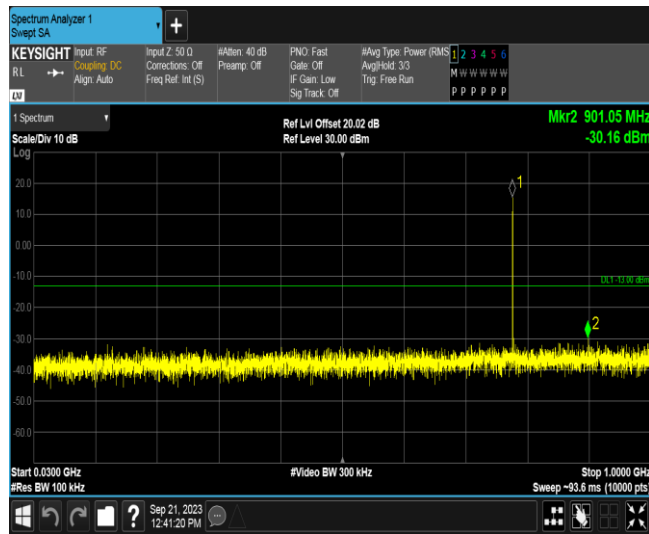 Spectrum Analyzer 1
Swept SA
+
KEYSIGHT
RL
LXI
Input: RF
Coupling: DC
Align: Auto
Input Z: 50 Ω
Corrections: Off
Freq Ref: Int (S)
#Atten: 40 dB
Preamp: Off
PNO: Fast
Gate: Off
IF Gain: Low
Sig Track: Off
#Avg Type: Power (RMS
Avg|Hold: 3/3
Trig: Free Run
1 2 3 4 5 6
M W W W W W
P P P P P P
1 Spectrum
Scale/Div 10 dB
Log
Ref Lvl Offset 20.02 dB
Ref Level 30.00 dBm
Mkr2 901.05 MHz
-30.16 dBm
20.0
10.0
0.00
-10.0
-20.0
-30.0
-40.0
-50.0
-60.0
1
DL1 -13.00 dBm
2
Start 0.0300 GHz
#Res BW 100 kHz
#Video BW 300 kHz
Stop 1.0000 GHz
Sweep ~93.6 ms (10000 pts)
?
Sep 21, 2023
12:41:20 PM